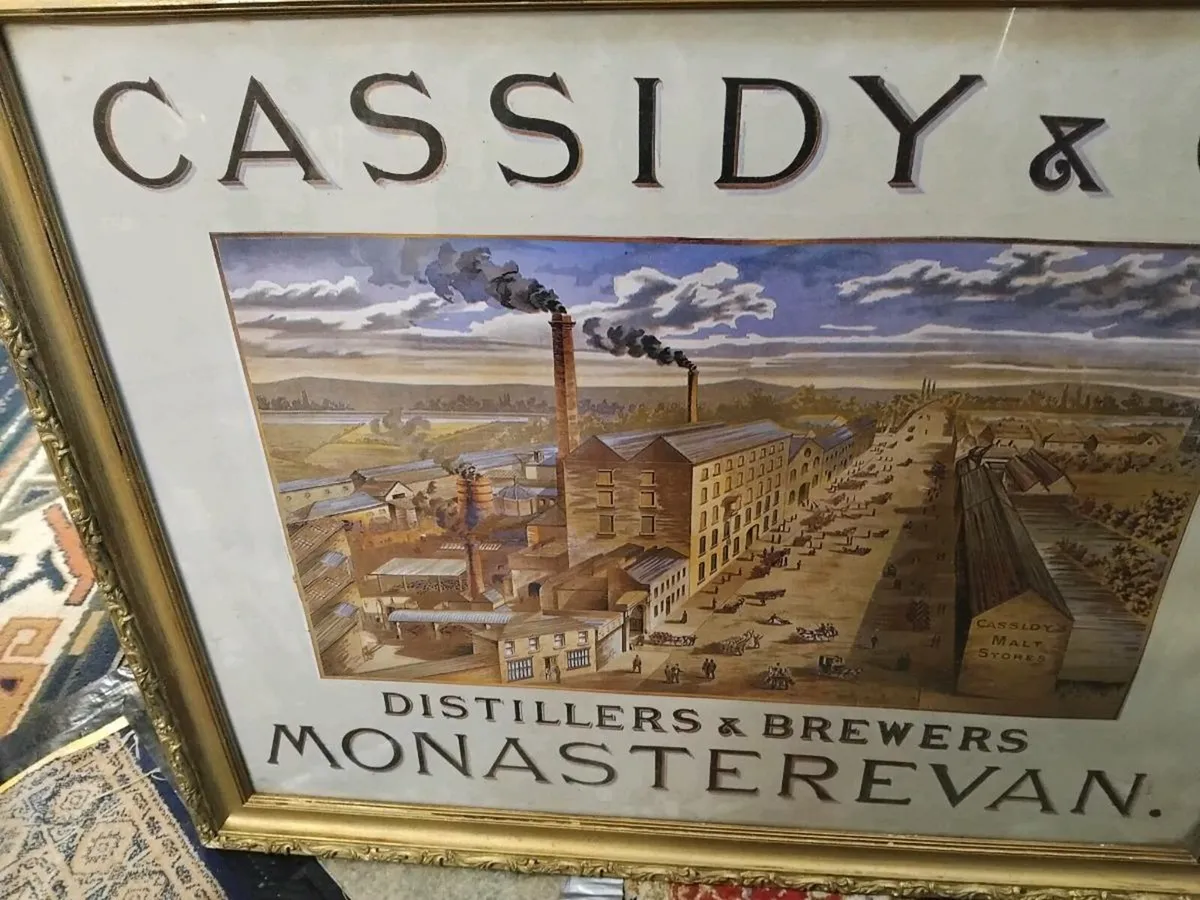 CASSIDY &
CASSIDY'S
MALT
STORES
DISTILLERS & BREWERS
MONASTEREVAN.